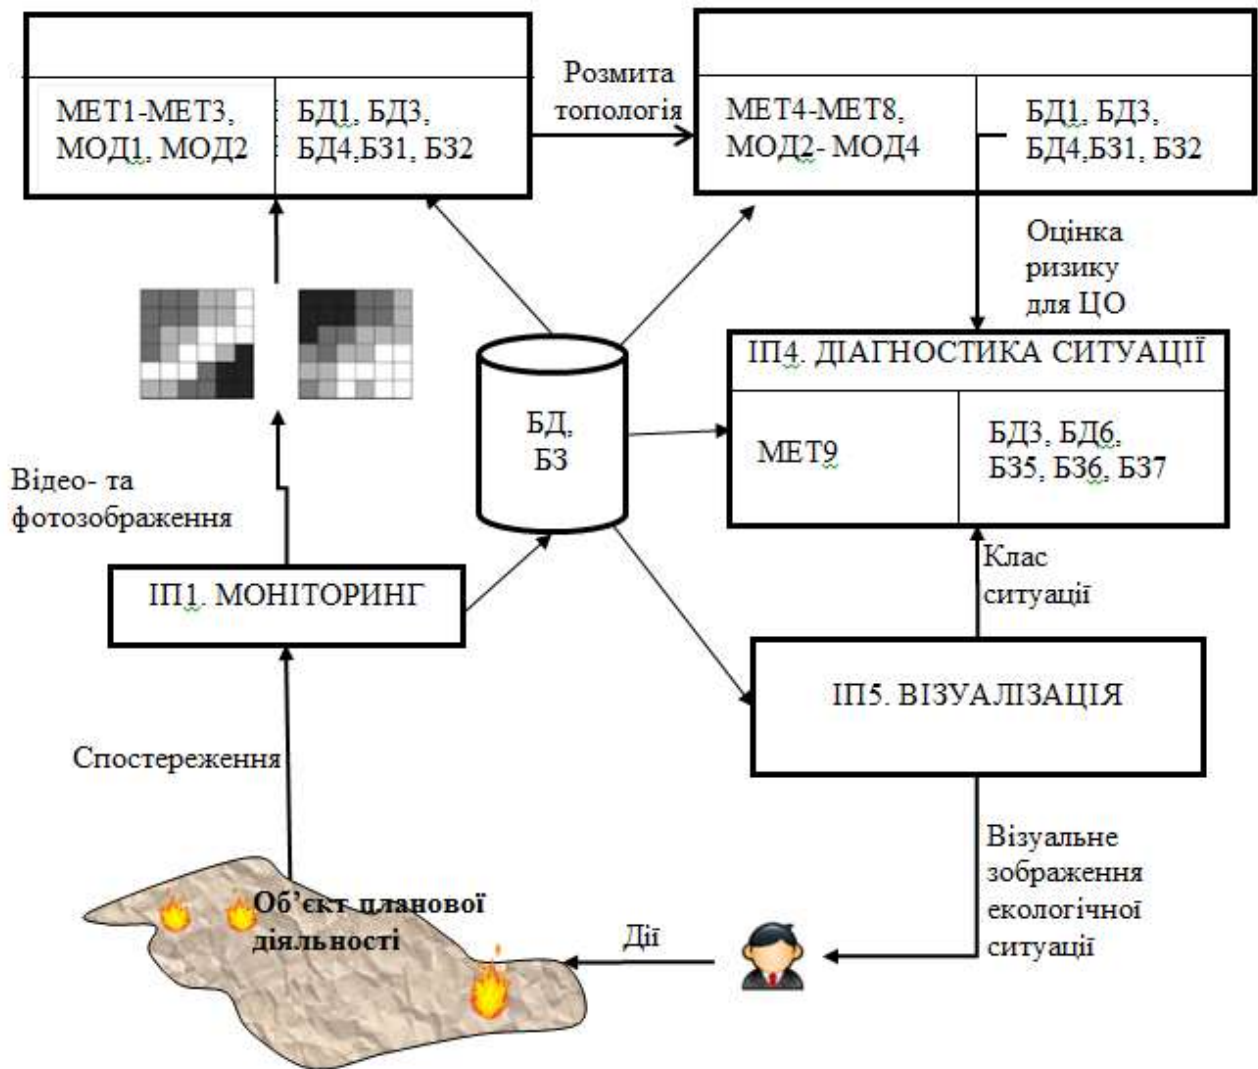 МЕТ1-МЕТ3,
МОД1, МОД2
БД1, БД3,
БД4,БЗ1, БЗ2
Розмита
топологія
МЕТ4-МЕТ8,
МОД2- МОД4
БД1, БД3,
БД4,БЗ1, БЗ2
Оцінка
ризику
для ЦО
ІП4. ДІАГНОСТИКА СИТУАЦІЇ
МЕТ9
БД3, БД6,
БЗ5, БЗ6, БЗ7
БД,
БЗ
Відео- та
фотозображення
ІП1. МОНІТОРИНГ
Клас
ситуації
ІП5. ВІЗУАЛІЗАЦІЯ
Спостереження
Візуальне
зображення
екологічної
ситуації
Об’єкт планової
діяльності
Дії